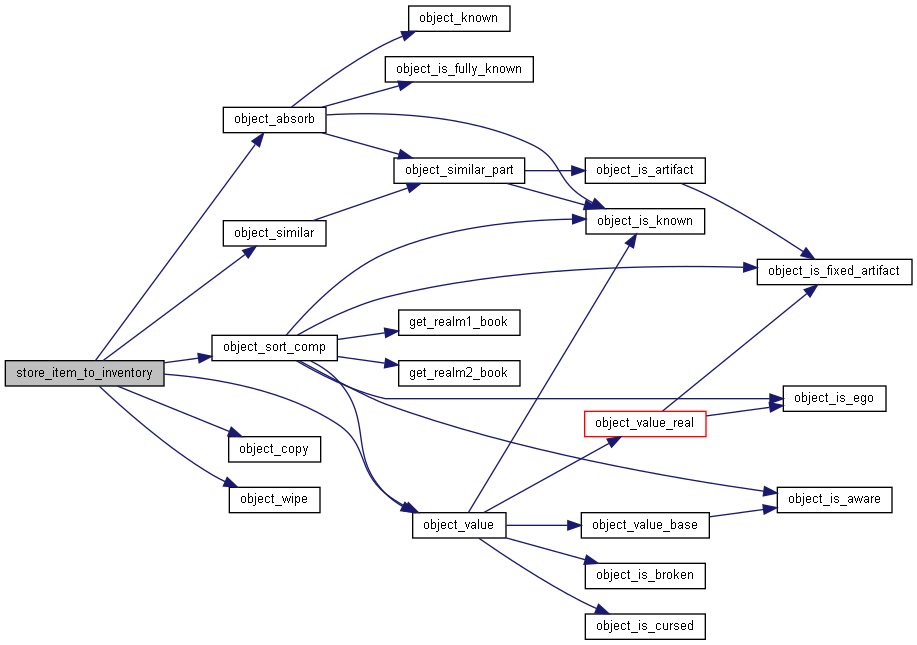 object_known
object_is_fully_known
object_absorb
object_similar_part
object_is_artifact
object_is_known
object_similar
object_is_fixed_artifact
get_realm1_book
object_sort_comp
get_realm2_book
store_item_to_inventory
object_is_ego
object_value_real
object_copy
object_wipe
object_is_aware
object_value
object_value_base
object_is_broken
object_is_cursed